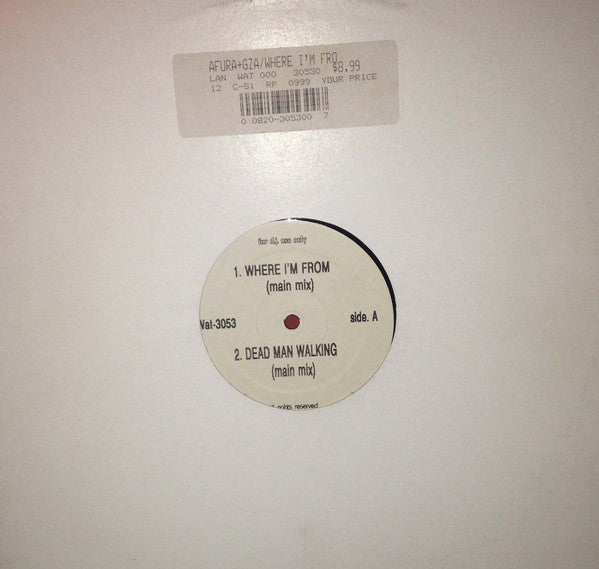 AFURA+GZA/WHERE I'M FRO
LAN WAT 000 30530 $8.99
12 C-S1 RP 0999 YOUR PRICE
0 0820-305300 7
for d.j. use only
1. WHERE I'M FROM
(main mix)
Wat-3053 side. A
2. DEAD MAN WALKING
(main mix)
rights reserved